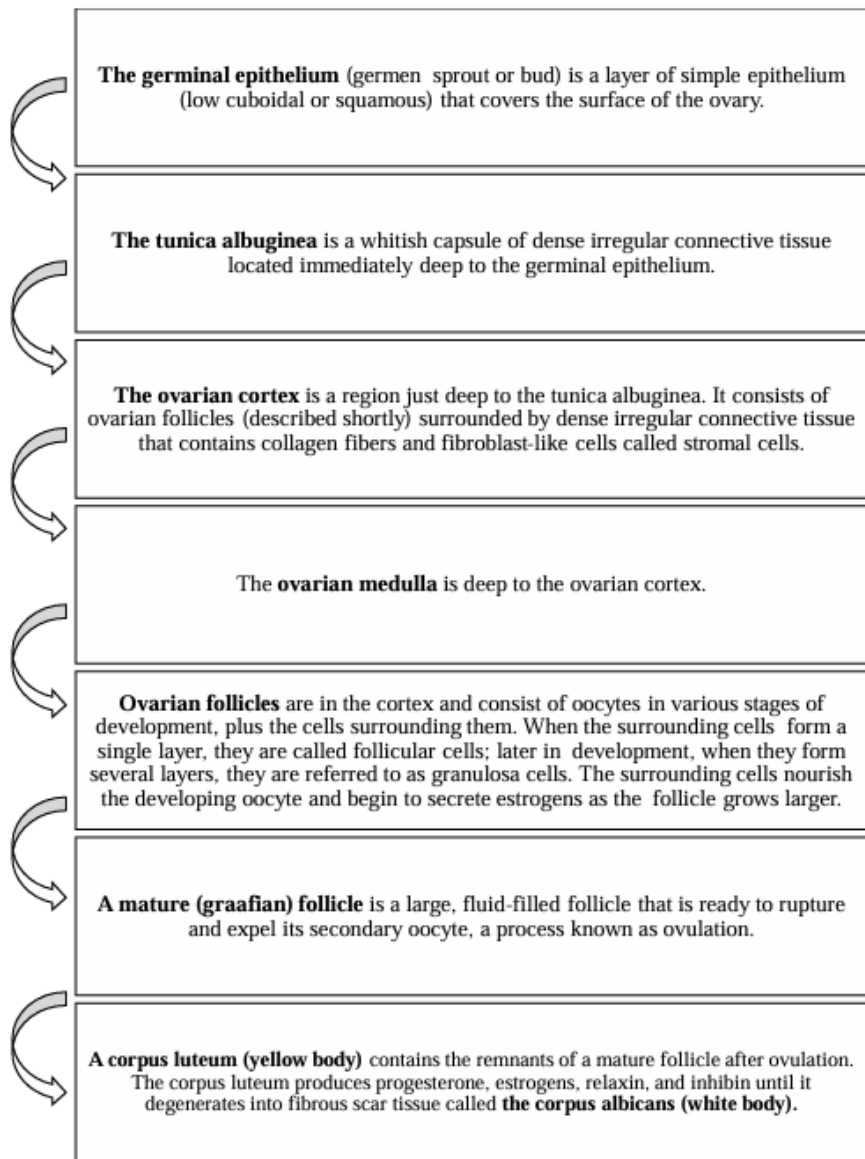 The germinal epithelium (germen sprout or bud) is a layer of simple epithelium
(low cuboidal or squamous) that covers the surface of the ovary.
The tunica albuginea is a whitish capsule of dense irregular connective tissue
located immediately deep to the germinal epithelium.
The ovarian cortex is a region just deep to the tunica albuginea. It consists of
ovarian follicles (described shortly) surrounded by dense irregular connective tissue
that contains collagen fibers and fibroblast-like cells called stromal cells.
The ovarian medulla is deep to the ovarian cortex.
Ovarian follicles are in the cortex and consist of oocytes in various stages of
development, plus the cells surrounding them. When the surrounding cells form a
single layer, they are called follicular cells; later in development, when they form
several layers, they are referred to as granulosa cells. The surrounding cells nourish
the developing oocyte and begin to secrete estrogens as the follicle grows larger.
A mature (graafian) follicle is a large, fluid-filled follicle that is ready to rupture
and expel its secondary oocyte, a process known as ovulation.
A corpus luteum (yellow body) contains the remnants of a mature follicle after ovulation.
The corpus luteum produces progesterone, estrogens, relaxin, and inhibin until it
degenerates into fibrous scar tissue called the corpus albicans (white body).